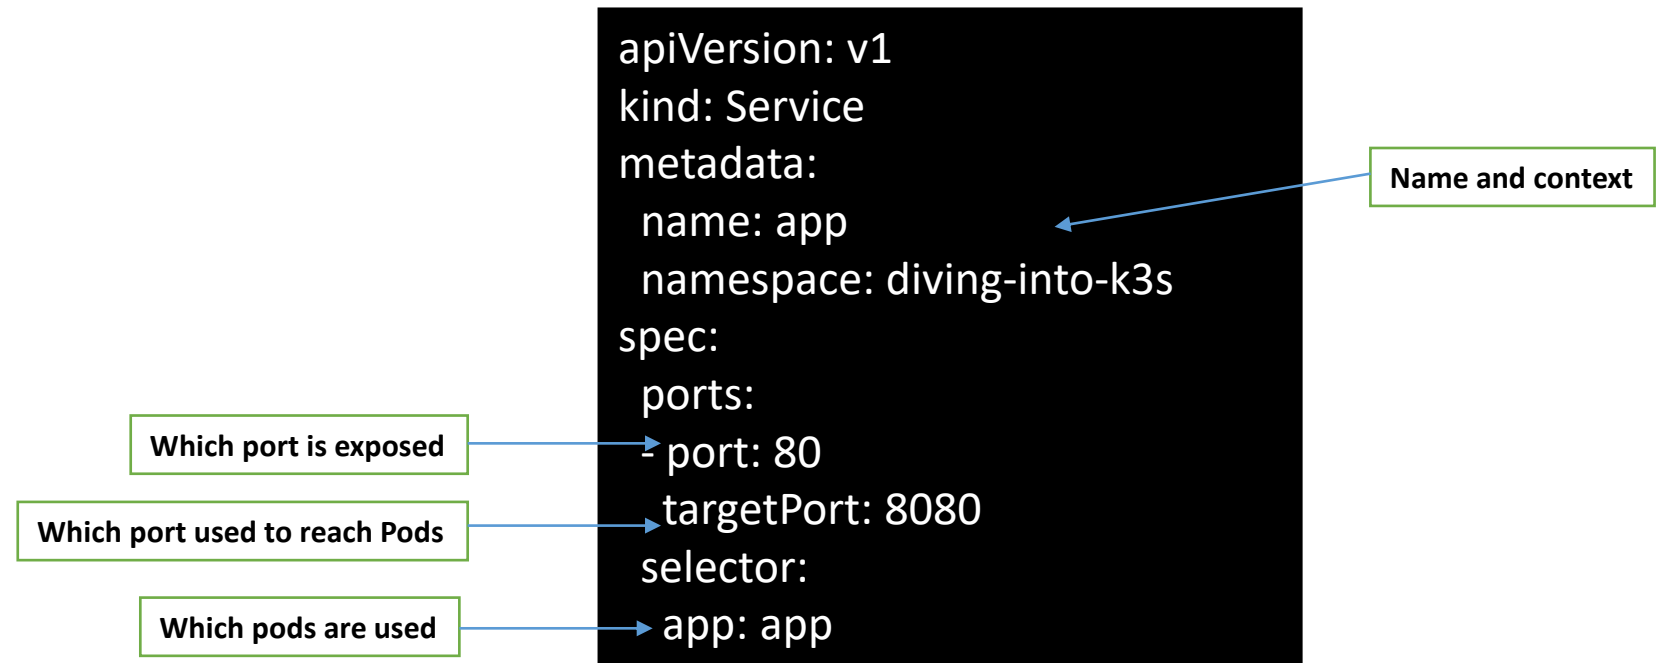 apiVersion: v1
kind: Service
metadata:
name: app
namespace: diving-into-k3s
spec:
ports:
- port: 80
targetPort: 8080
selector:
app: app
Name and context
Which port is exposed
Which port used to reach Pods
Which pods are used